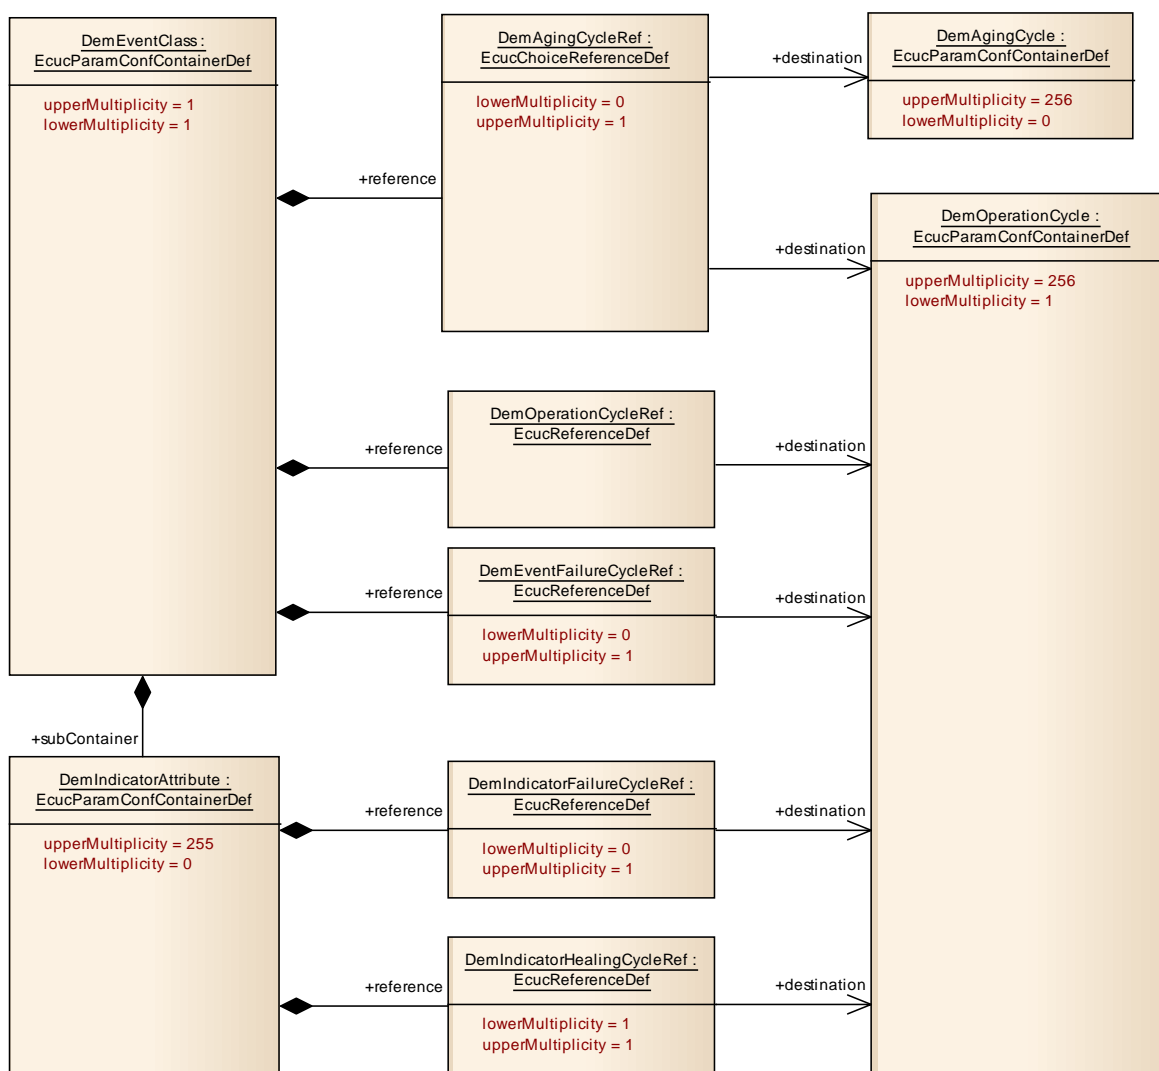 DemEventClass :
EcucParamConfContainerDef
upperMultiplicity = 1
lowerMultiplicity = 1
+reference
DemAgingCycleRef :
EcucChoiceReferenceDef
lowerMultiplicity = 0
upperMultiplicity = 1
+destination
DemAgingCycle :
EcucParamConfContainerDef
upperMultiplicity = 256
lowerMultiplicity = 0
+destination
DemOperationCycle :
EcucParamConfContainerDef
upperMultiplicity = 256
lowerMultiplicity = 1
+reference
DemOperationCycleRef :
EcucReferenceDef
+destination
+reference
DemEventFailureCycleRef :
EcucReferenceDef
lowerMultiplicity = 0
upperMultiplicity = 1
+destination
+subContainer
DemIndicatorAttribute :
EcucParamConfContainerDef
upperMultiplicity = 255
lowerMultiplicity = 0
+reference
DemIndicatorFailureCycleRef :
EcucReferenceDef
lowerMultiplicity = 0
upperMultiplicity = 1
+destination
+reference
DemIndicatorHealingCycleRef :
EcucReferenceDef
lowerMultiplicity = 1
upperMultiplicity = 1
+destination